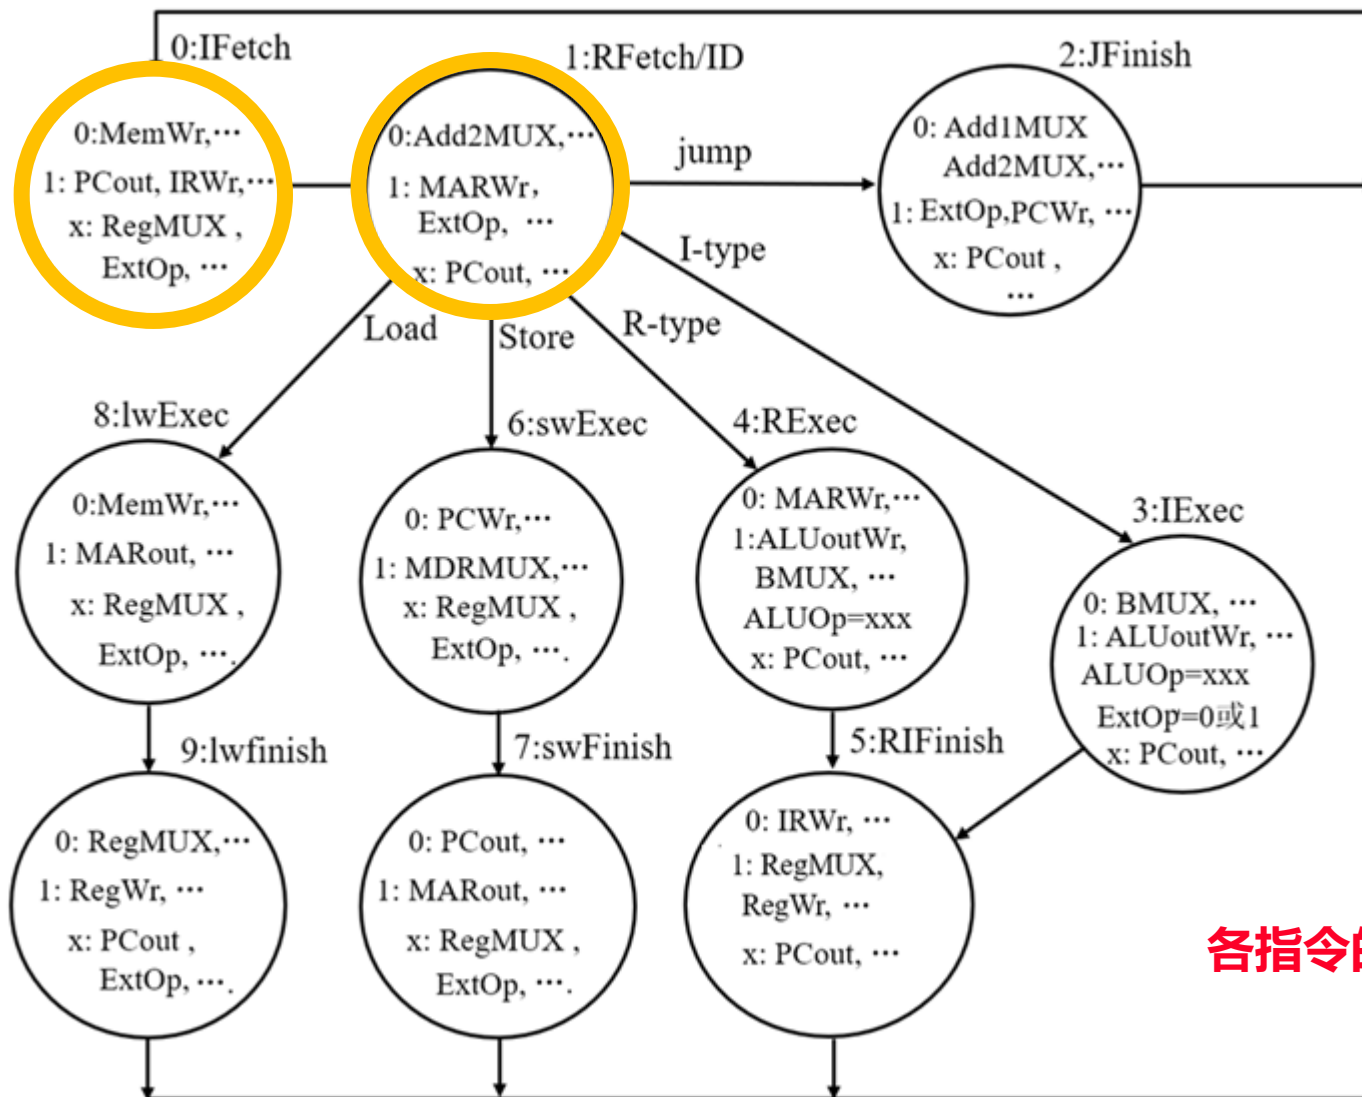 0:IFetch
0:MemWr,…
1: PCout, IRWr,…
x: RegMUX ,
ExtOp, …
1:RFetch/ID
0:Add2MUX,…
1: MARWr,
ExtOp, …
x: PCout, …
jump
2:JFinish
0: Add1MUX
Add2MUX,…
1: ExtOp,PCWr, …
x: PCout ,
…
I-type
R-type
Store
Load
8:lwExec
0:MemWr,…
1: MARout, …
x: RegMUX ,
ExtOp, ….
6:swExec
0: PCWr,…
1: MDRMUX,…
x: RegMUX ,
ExtOp, ….
4:RExec
0: MARWr,…
1:ALUoutWr,
BMUX, …
ALUOp=xxx
x: PCout, …
3:IExec
0: BMUX, …
1: ALUoutWr, …
ALUOp=xxx
ExtOp=0或1
x: PCout, …
9:lwfinish
0: RegMUX,…
1: RegWr, …
x: PCout ,
ExtOp, ….
7:swFinish
0: PCout, …
1: MARout, …
x: RegMUX ,
ExtOp, ….
5:RIFinish
0: IRWr, …
1: RegMUX,
RegWr, …
x: PCout, …
各指令的